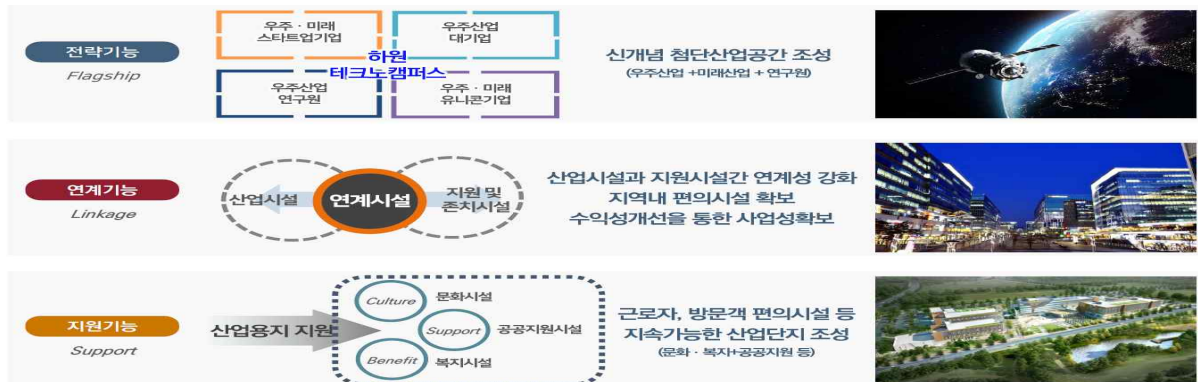 전략기능
Flagship
우주 · 미래
스타트업기업
우주산업
대기업
하원
테크노캠퍼스
우주산업
연구원
우주 · 미래
유니콘기업
신개념 첨단산업공간 조성
(우주산업 +미래산업 + 연구원)
연계기능
Linkage
산업시설
연계시설
지원 및
존치시설
산업시설과 지원시설간 연계성 강화
지역내 편의시설 확보
수익성개선을 통한 사업성확보
지원기능
Support
산업용지 지원
Culture 문화시설
Support 공공지원시설
Benefit 복지시설
근로자, 방문객 편의시설 등
지속가능한 산업단지 조성
(문화 · 복지+공공지원 등)